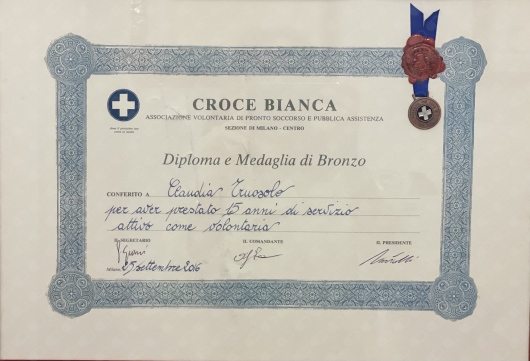 CROCE BIANCA
ASSOCIAZIONE VOLONTARIA DI PRONTO SOCCORSO E PUBBLICA ASSISTENZA
SEZIONE DI MILANO - CENTRO
Diploma e Medaglia di Bronzo
CONFERITO A Claudia Truosolo
per aver prestato 15 anni di servizio
attivo come volontaria
IL SEGRETARIO IL COMANDANTE IL PRESIDENTE
Milano, 25 settembre 2016